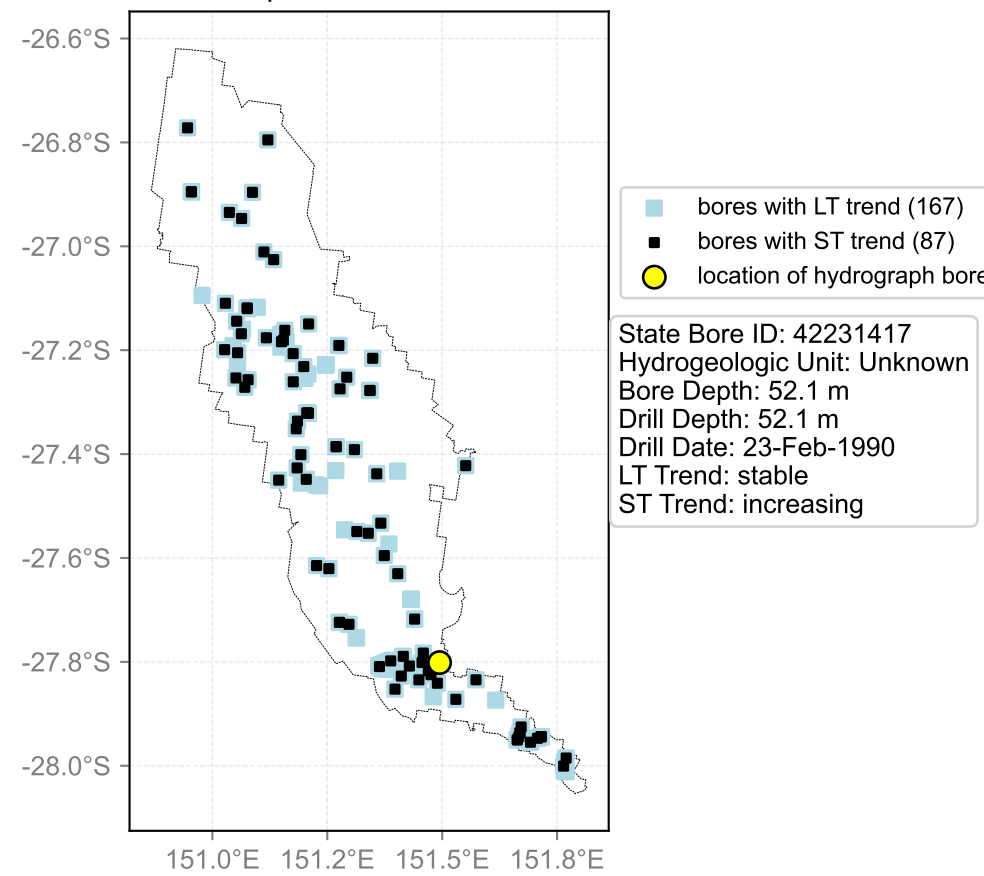 -26.6°S
-26.8°S
-27.0°S
-27.2°S
-27.4°S
-27.6°S
-27.8°S
-28.0°S
151.0°E
151.2°E
151.5°E
151.8°E
bores with LT trend (167)
bores with ST trend (87)
location of hydrograph bore
State Bore ID: 42231417
Hydrogeologic Unit: Unknown
Bore Depth: 52.1 m
Drill Depth: 52.1 m
Drill Date: 23-Feb-1990
LT Trend: stable
ST Trend: increasing